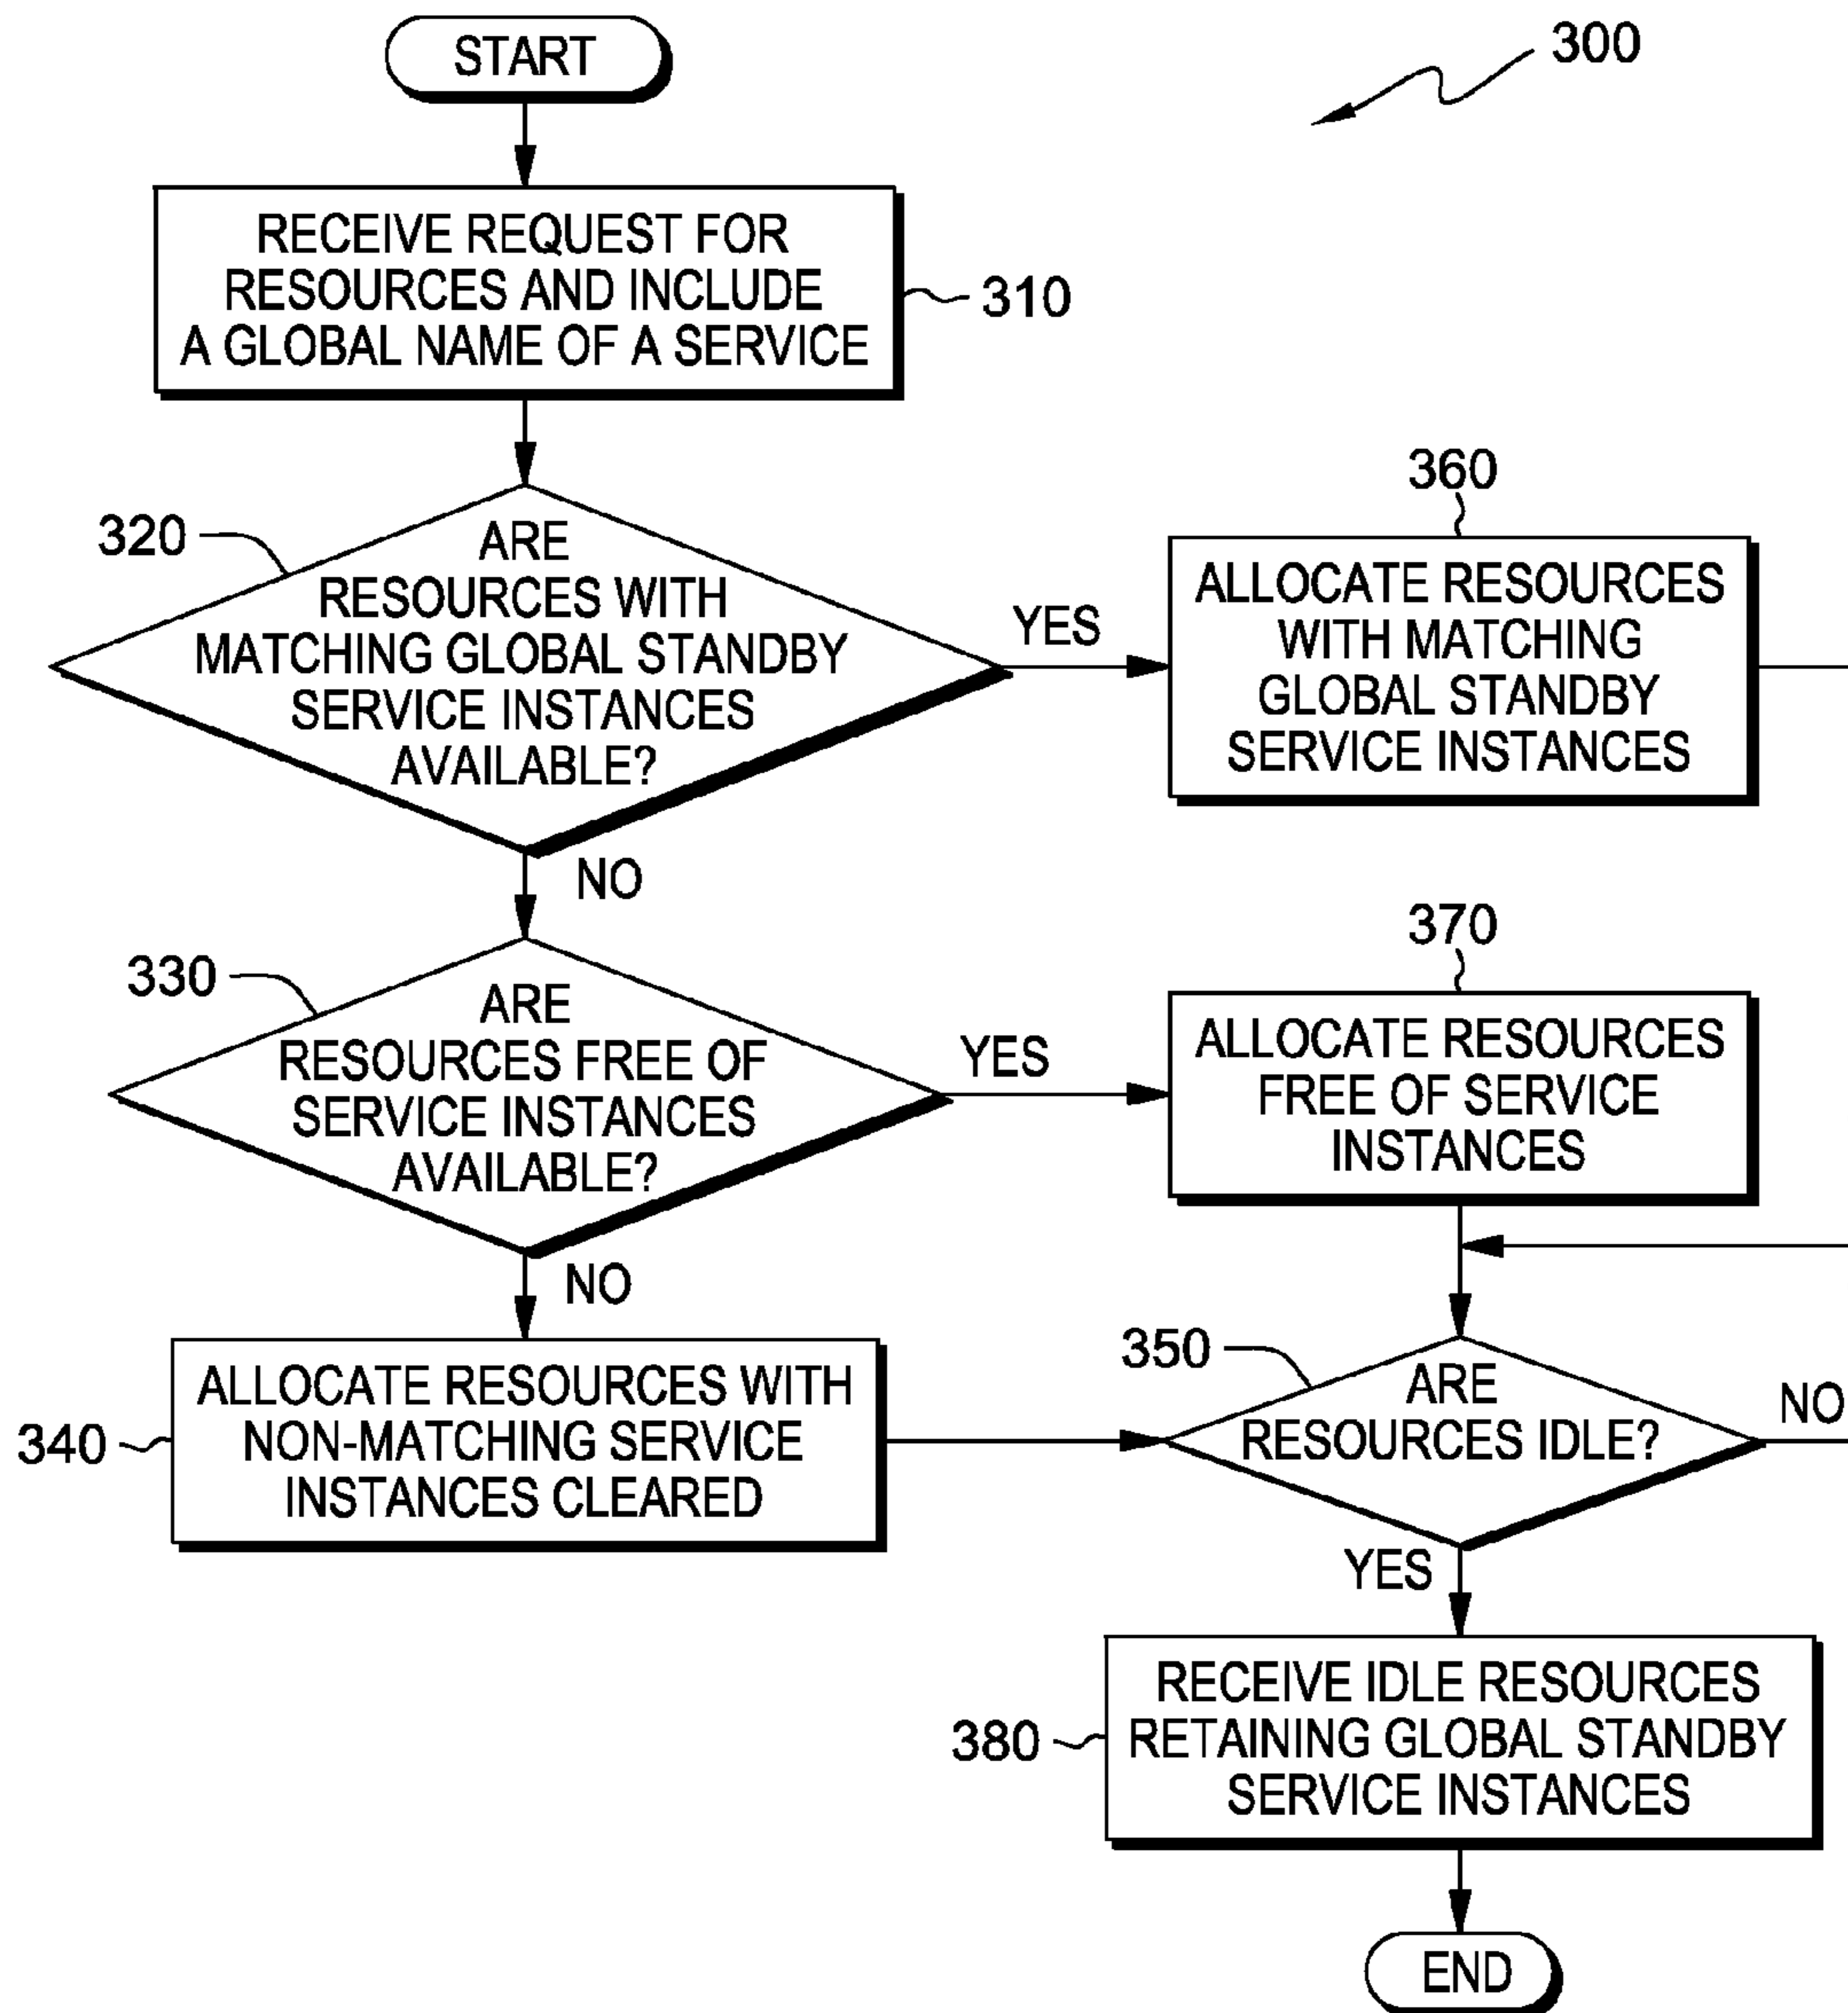 START
300
RECEIVE REQUEST FOR
RESOURCES AND INCLUDE
A GLOBAL NAME OF A SERVICE
310
320
ARE
RESOURCES WITH
MATCHING GLOBAL STANDBY
SERVICE INSTANCES
AVAILABLE?
YES
NO
360
ALLOCATE RESOURCES
WITH MATCHING
GLOBAL STANDBY
SERVICE INSTANCES
330
ARE
RESOURCES FREE OF
SERVICE INSTANCES
AVAILABLE?
YES
NO
370
ALLOCATE RESOURCES
FREE OF SERVICE
INSTANCES
340
ALLOCATE RESOURCES WITH
NON-MATCHING SERVICE
INSTANCES CLEARED
350
ARE
RESOURCES IDLE?
NO
YES
380
RECEIVE IDLE RESOURCES
RETAINING GLOBAL STANDBY
SERVICE INSTANCES
END